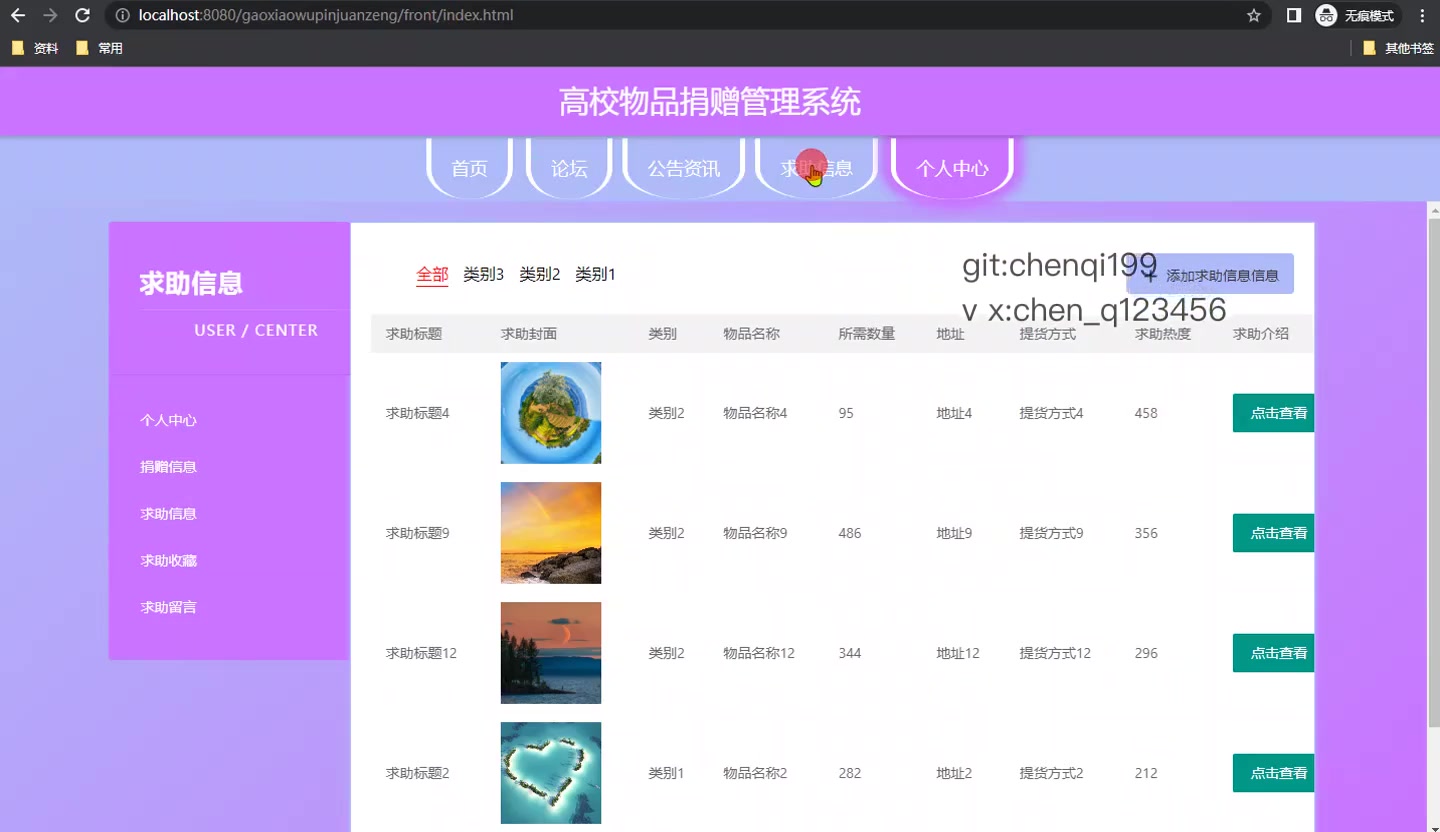 localhost:8080/gaoxiaowupinjuanzeng/front/index.html
无痕模式
资料 常用 其他书签
高校物品捐赠管理系统
首页 论坛 公告资讯 求助信息 个人中心
求助信息
USER / CENTER
个人中心
捐赠信息
求助信息
求助收藏
求助留言
全部 类别3 类别2 类别1
git:chenqi199
+ 添加求助信息信息
v x:chen_q123456
求助标题 求助封面 类别 物品名称 所需数量 地址 提货方式 求助热度 求助介绍
求助标题4 类别2 物品名称4 95 地址4 提货方式4 458 点击查看
求助标题9 类别2 物品名称9 486 地址9 提货方式9 356 点击查看
求助标题12 类别2 物品名称12 344 地址12 提货方式12 296 点击查看
求助标题2 类别1 物品名称2 282 地址2 提货方式2 212 点击查看